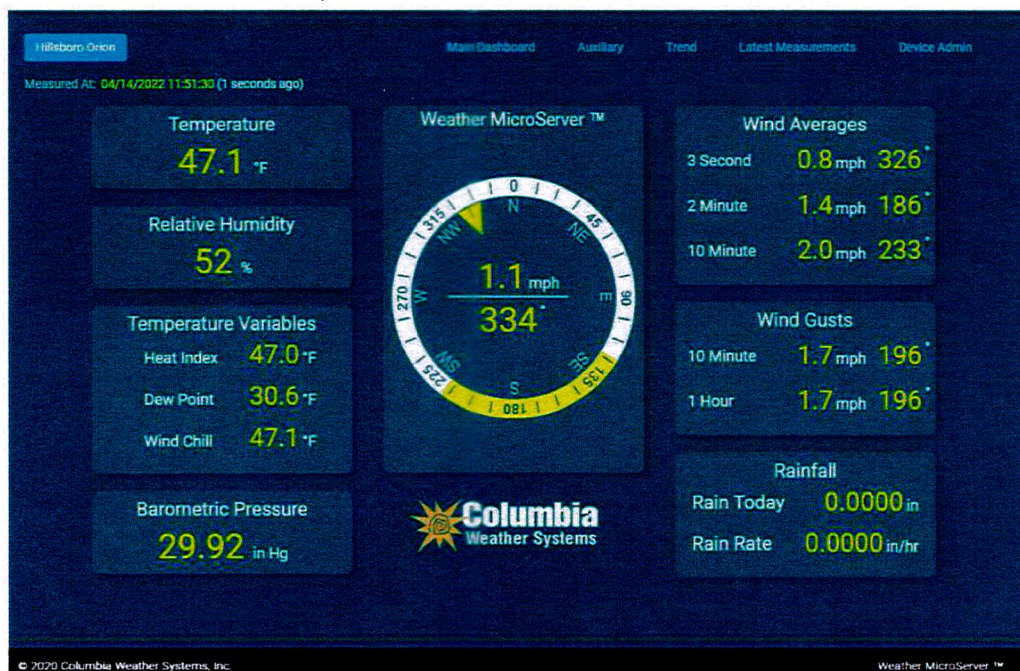 Hillsboro Orion
Main Dashboard Auxiliary Trend Latest Measurements Device Admin
Measured At: 04/14/2022 11:51:30 (1 seconds ago)
Temperature
47.1 °F
Relative Humidity
52 %
Temperature Variables
Heat Index 47.0 °F
Dew Point 30.6 °F
Wind Chill 47.1 °F
Barometric Pressure
29.92 in Hg
Weather MicroServer ™
0
45
90
135
180
225
270
315
N
NE
E
SE
S
SW
W
NW
1.1 mph
334°
Columbia
Weather Systems
Wind Averages
3 Second 0.8 mph 326°
2 Minute 1.4 mph 186°
10 Minute 2.0 mph 233°
Wind Gusts
10 Minute 1.7 mph 196°
1 Hour 1.7 mph 196°
Rainfall
Rain Today 0.0000 in
Rain Rate 0.0000 in/hr
© 2020 Columbia Weather Systems, Inc.
Weather MicroServer ™